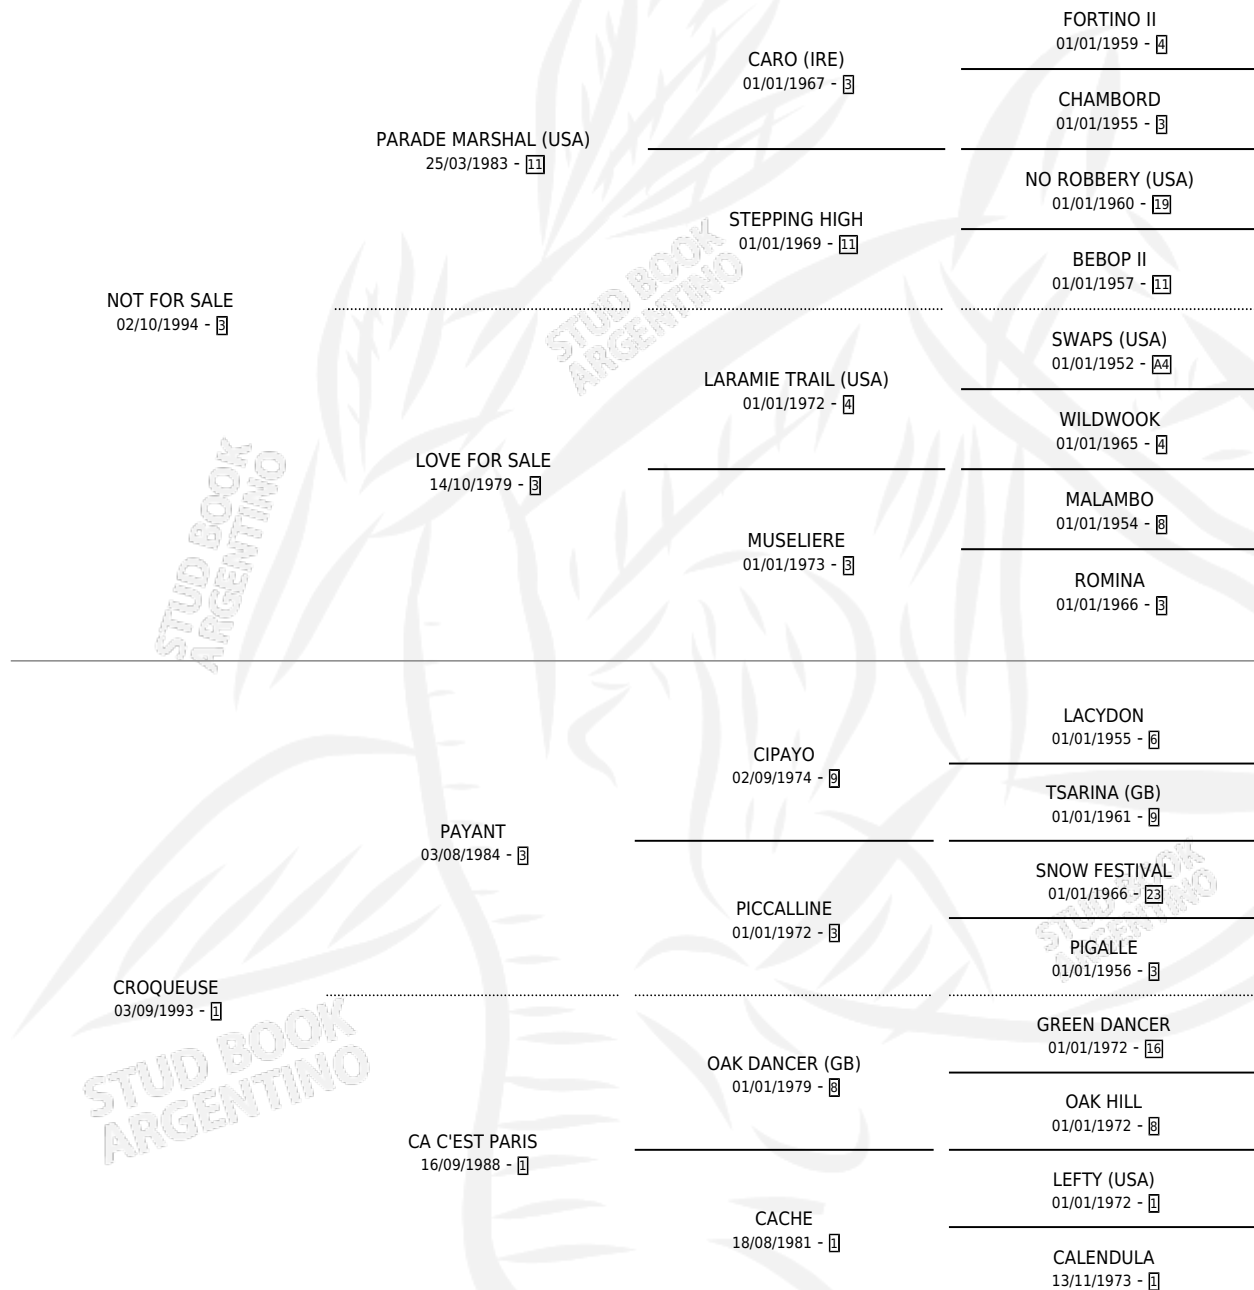 FORTINO II
01/01/1959 - 4
CARO (IRE)
01/01/1967 - 3
CHAMBORD
01/01/1955 - 3
PARADE MARSHAL (USA)
25/03/1983 - 11
NO ROBBERY (USA)
01/01/1960 - 19
STEPPING HIGH
01/01/1969 - 11
BEBOP II
01/01/1957 - 11
NOT FOR SALE
02/10/1994 - 3
SWAPS (USA)
01/01/1952 - A4
LARAMIE TRAIL (USA)
01/01/1972 - 4
WILDWOOK
01/01/1965 - 4
LOVE FOR SALE
14/10/1979 - 3
MALAMBO
01/01/1954 - 8
MUSELIERE
01/01/1973 - 3
ROMINA
01/01/1966 - 3
LACYDON
01/01/1955 - 6
CIPAYO
02/09/1974 - 9
TSARINA (GB)
01/01/1961 - 9
PAYANT
03/08/1984 - 3
SNOW FESTIVAL
01/01/1966 - 23
PICCALLINE
01/01/1972 - 3
PIGALLE
01/01/1956 - 3
CROQUEUSE
03/09/1993 - 1
GREEN DANCER
01/01/1972 - 16
OAK DANCER (GB)
01/01/1979 - 8
OAK HILL
01/01/1972 - 8
CA C'EST PARIS
16/09/1988 - 1
LEFTY (USA)
01/01/1972 - 1
CACHE
18/08/1981 - 1
CALENDULA
13/11/1973 - 1
STUD BOOK
ARGENTINO
STUD BOOK
ARGENTINO
STUD BOOK
ARGENTINO
STUD BOOK
ARGENTINO